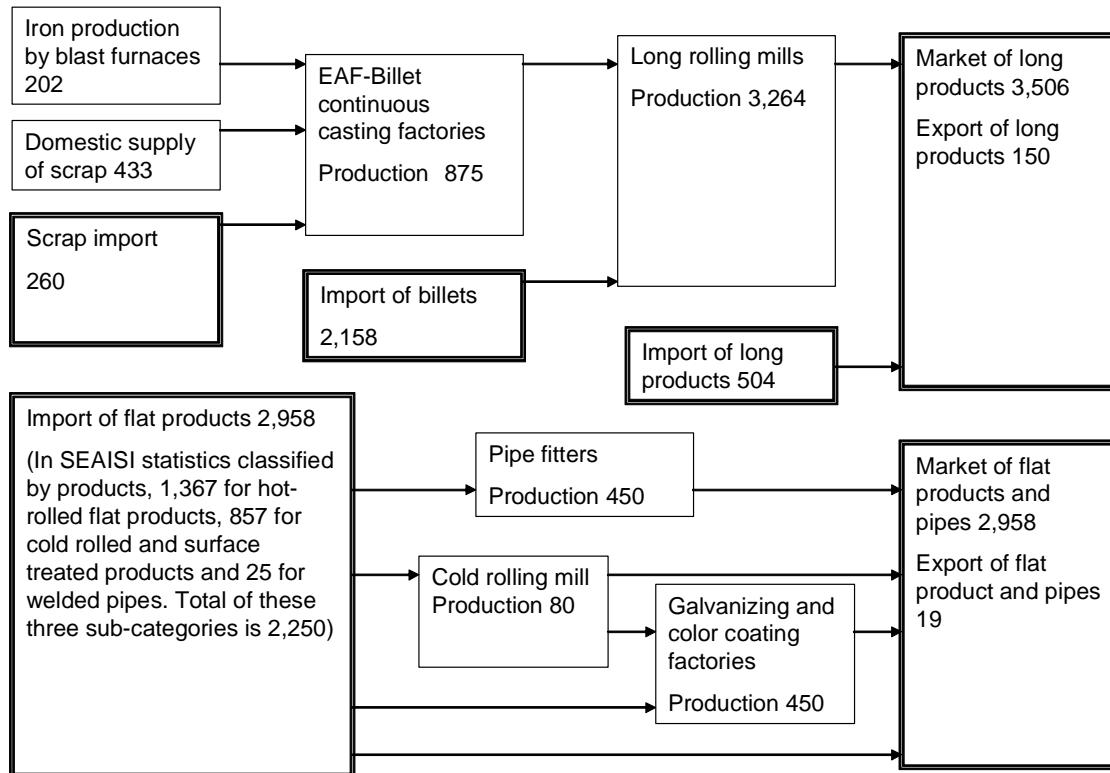 Iron production
by blast furnaces
202
Domestic supply
of scrap 433
Scrap import
260
EAF-Billet
continuous
casting factories
Production 875
Import of billets
2,158
Long rolling mills
Production 3,264
Import of long
products 504
Market of long
products 3,506
Export of long
products 150
Import of flat products 2,958
(In SEAISI statistics classified
by products, 1,367 for hot-
rolled flat products, 857 for
cold rolled and surface
treated products and 25 for
welded pipes. Total of these
three sub-categories is 2,250)
Pipe fitters
Production 450
Cold rolling mill
Production 80
Galvanizing and
color coating
factories
Production 450
Market of flat
products and
pipes 2,958
Export of flat
product and pipes
19